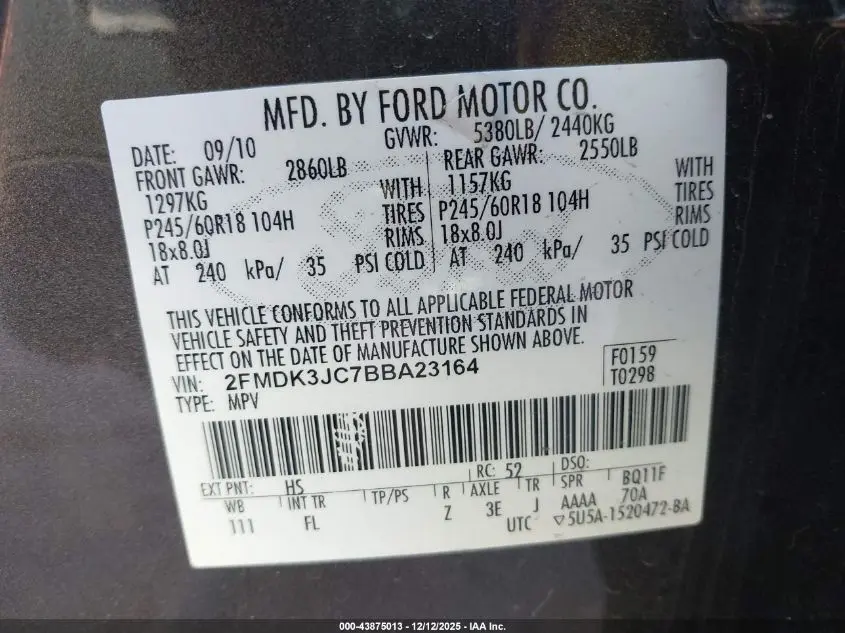 MFD. BY FORD MOTOR CO.
DATE: 09/10 GVWR: 5380LB/ 2440KG
FRONT GAWR: 2860LB REAR GAWR: 2550LB
1297KG WITH 1157KG WITH
P245/60R18 104H TIRES P245/60R18 104H TIRES
18x8.0J RIMS 18x8.0J RIMS
AT 240 kPa/ 35 PSI COLD AT 240 kPa/ 35 PSI COLD
THIS VEHICLE CONFORMS TO ALL APPLICABLE FEDERAL MOTOR
VEHICLE SAFETY AND THEFT PREVENTION STANDARDS IN
EFFECT ON THE DATE OF MANUFACTURE SHOWN ABOVE.
VIN: 2FMDK3JC7BBA23164 F0159
TYPE: MPV T0298
EXT PNT: HS RC: 52 DSO:
WB INT TR TP/PS R AXLE TR SPR BQ11F
111 FL Z 3E J AAAA 70A
UTC ▽5U5A-1520472-BA
000-43875013 - 12/12/2025 - IAA Inc.